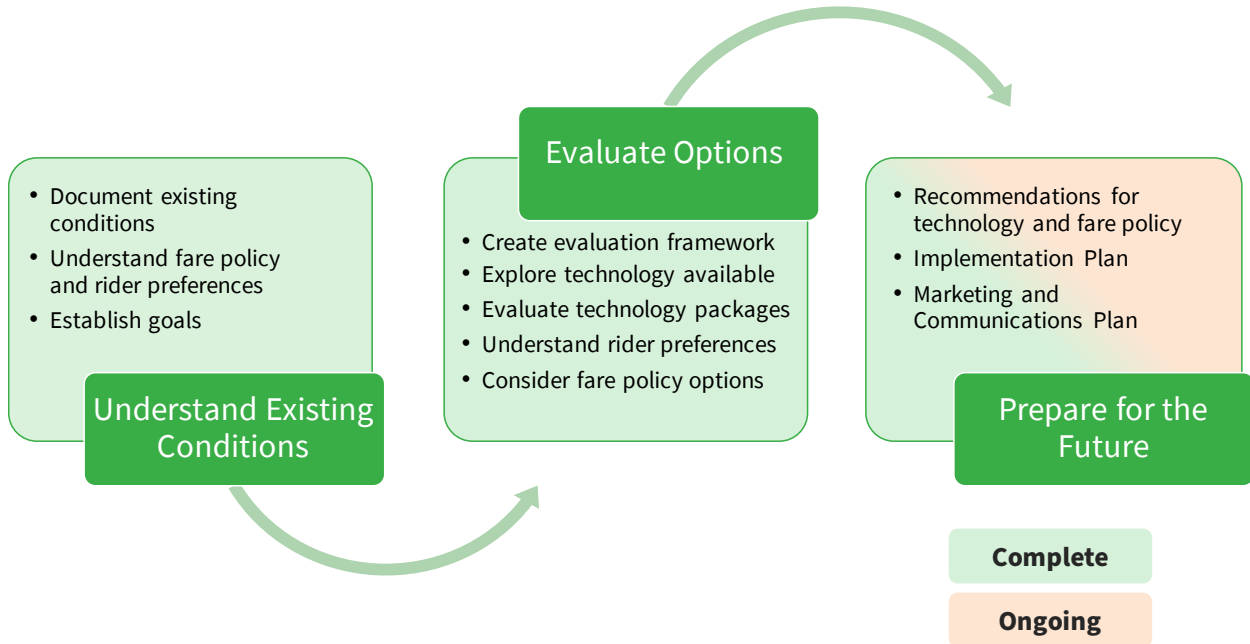 • Document existing
conditions
• Understand fare policy
and rider preferences
• Establish goals
Understand Existing
Conditions
Evaluate Options
• Create evaluation framework
• Explore technology available
• Evaluate technology packages
• Understand rider preferences
• Consider fare policy options
• Recommendations for
technology and fare policy
• Implementation Plan
• Marketing and
Communications Plan
Prepare for the
Future
Complete
Ongoing